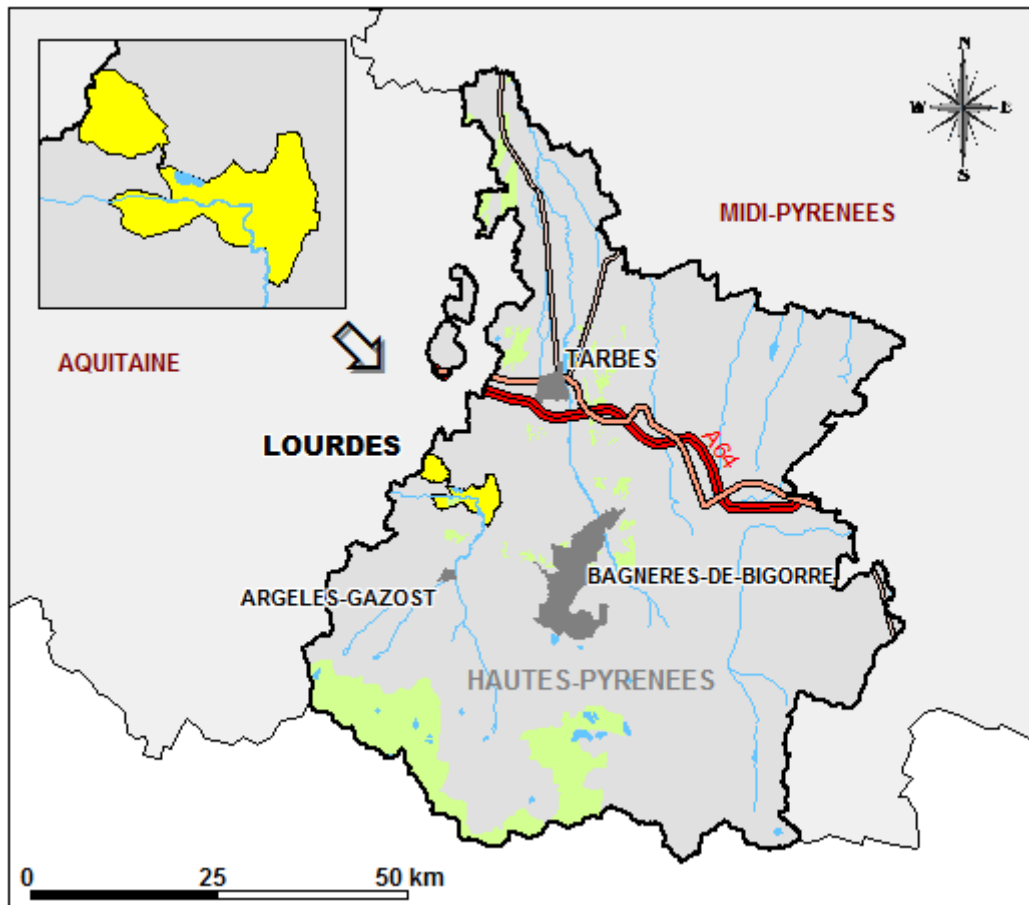 N
W
E
S
MIDI-PYRENEES
AQUITAINE
TARBES
LOURDES
A64
BAGNERES-DE-BIGORRE
ARGELES-GAZOST
HAUTES-PYRENEES
0 25 50 km